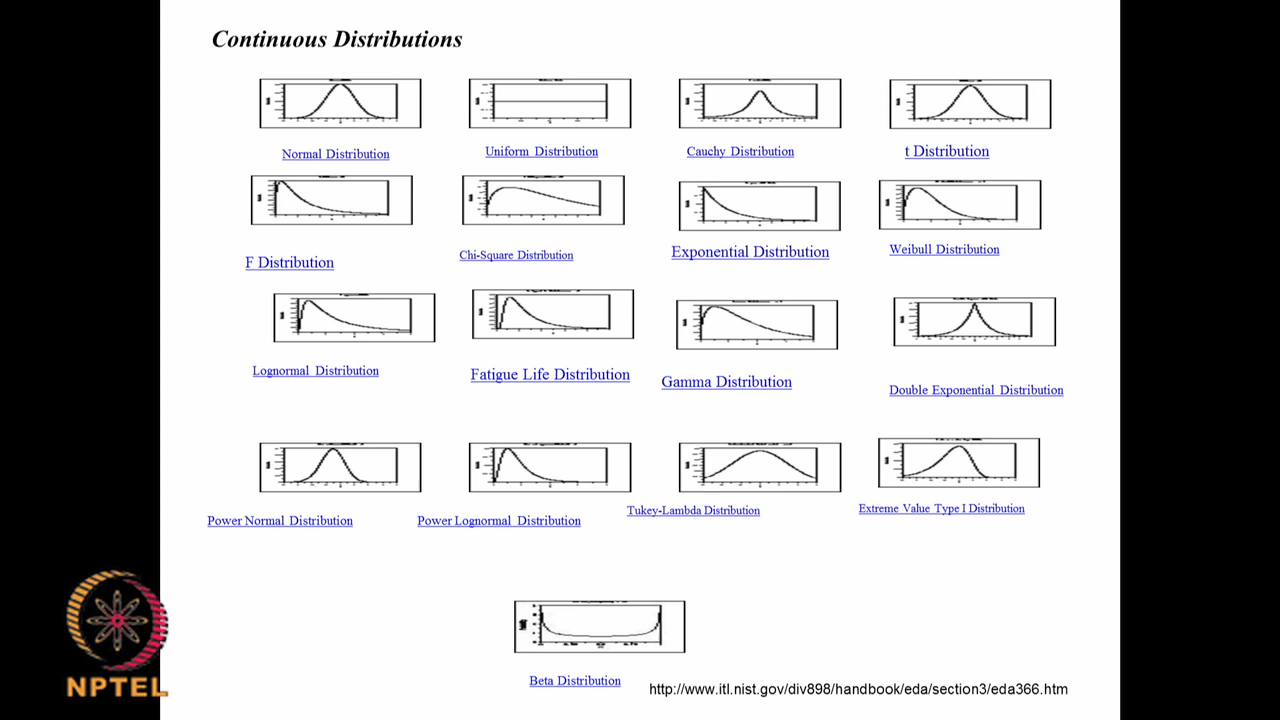 Continuous Distributions
Normal Distribution
Uniform Distribution
Cauchy Distribution
t Distribution
F Distribution
Chi-Square Distribution
Exponential Distribution
Weibull Distribution
Lognormal Distribution
Fatigue Life Distribution
Gamma Distribution
Double Exponential Distribution
Power Normal Distribution
Power Lognormal Distribution
Tukey-Lambda Distribution
Extreme Value Type I Distribution
Beta Distribution
http://www.itl.nist.gov/div898/handbook/eda/section3/eda366.htm
NPTEL